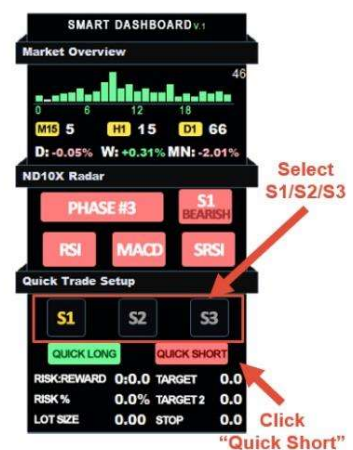 SMART DASHBOARD V.1
Market Overview
46
0 6 12 18
M15 5 H1 15 D1 66
D: -0.05% W: +0.31% MN: -2.01%
ND10X Radar
PHASE #3
S1
BEARISH
RSI MACD SRSI
Quick Trade Setup
S1 S2 S3
QUICK LONG QUICK SHORT
RISK:REWARD 0:0.0 TARGET 0.0
RISK % 0.0% TARGET 2 0.0
LOT SIZE 0.00 STOP 0.0
Select
S1/S2/S3
Click
“Quick Short”